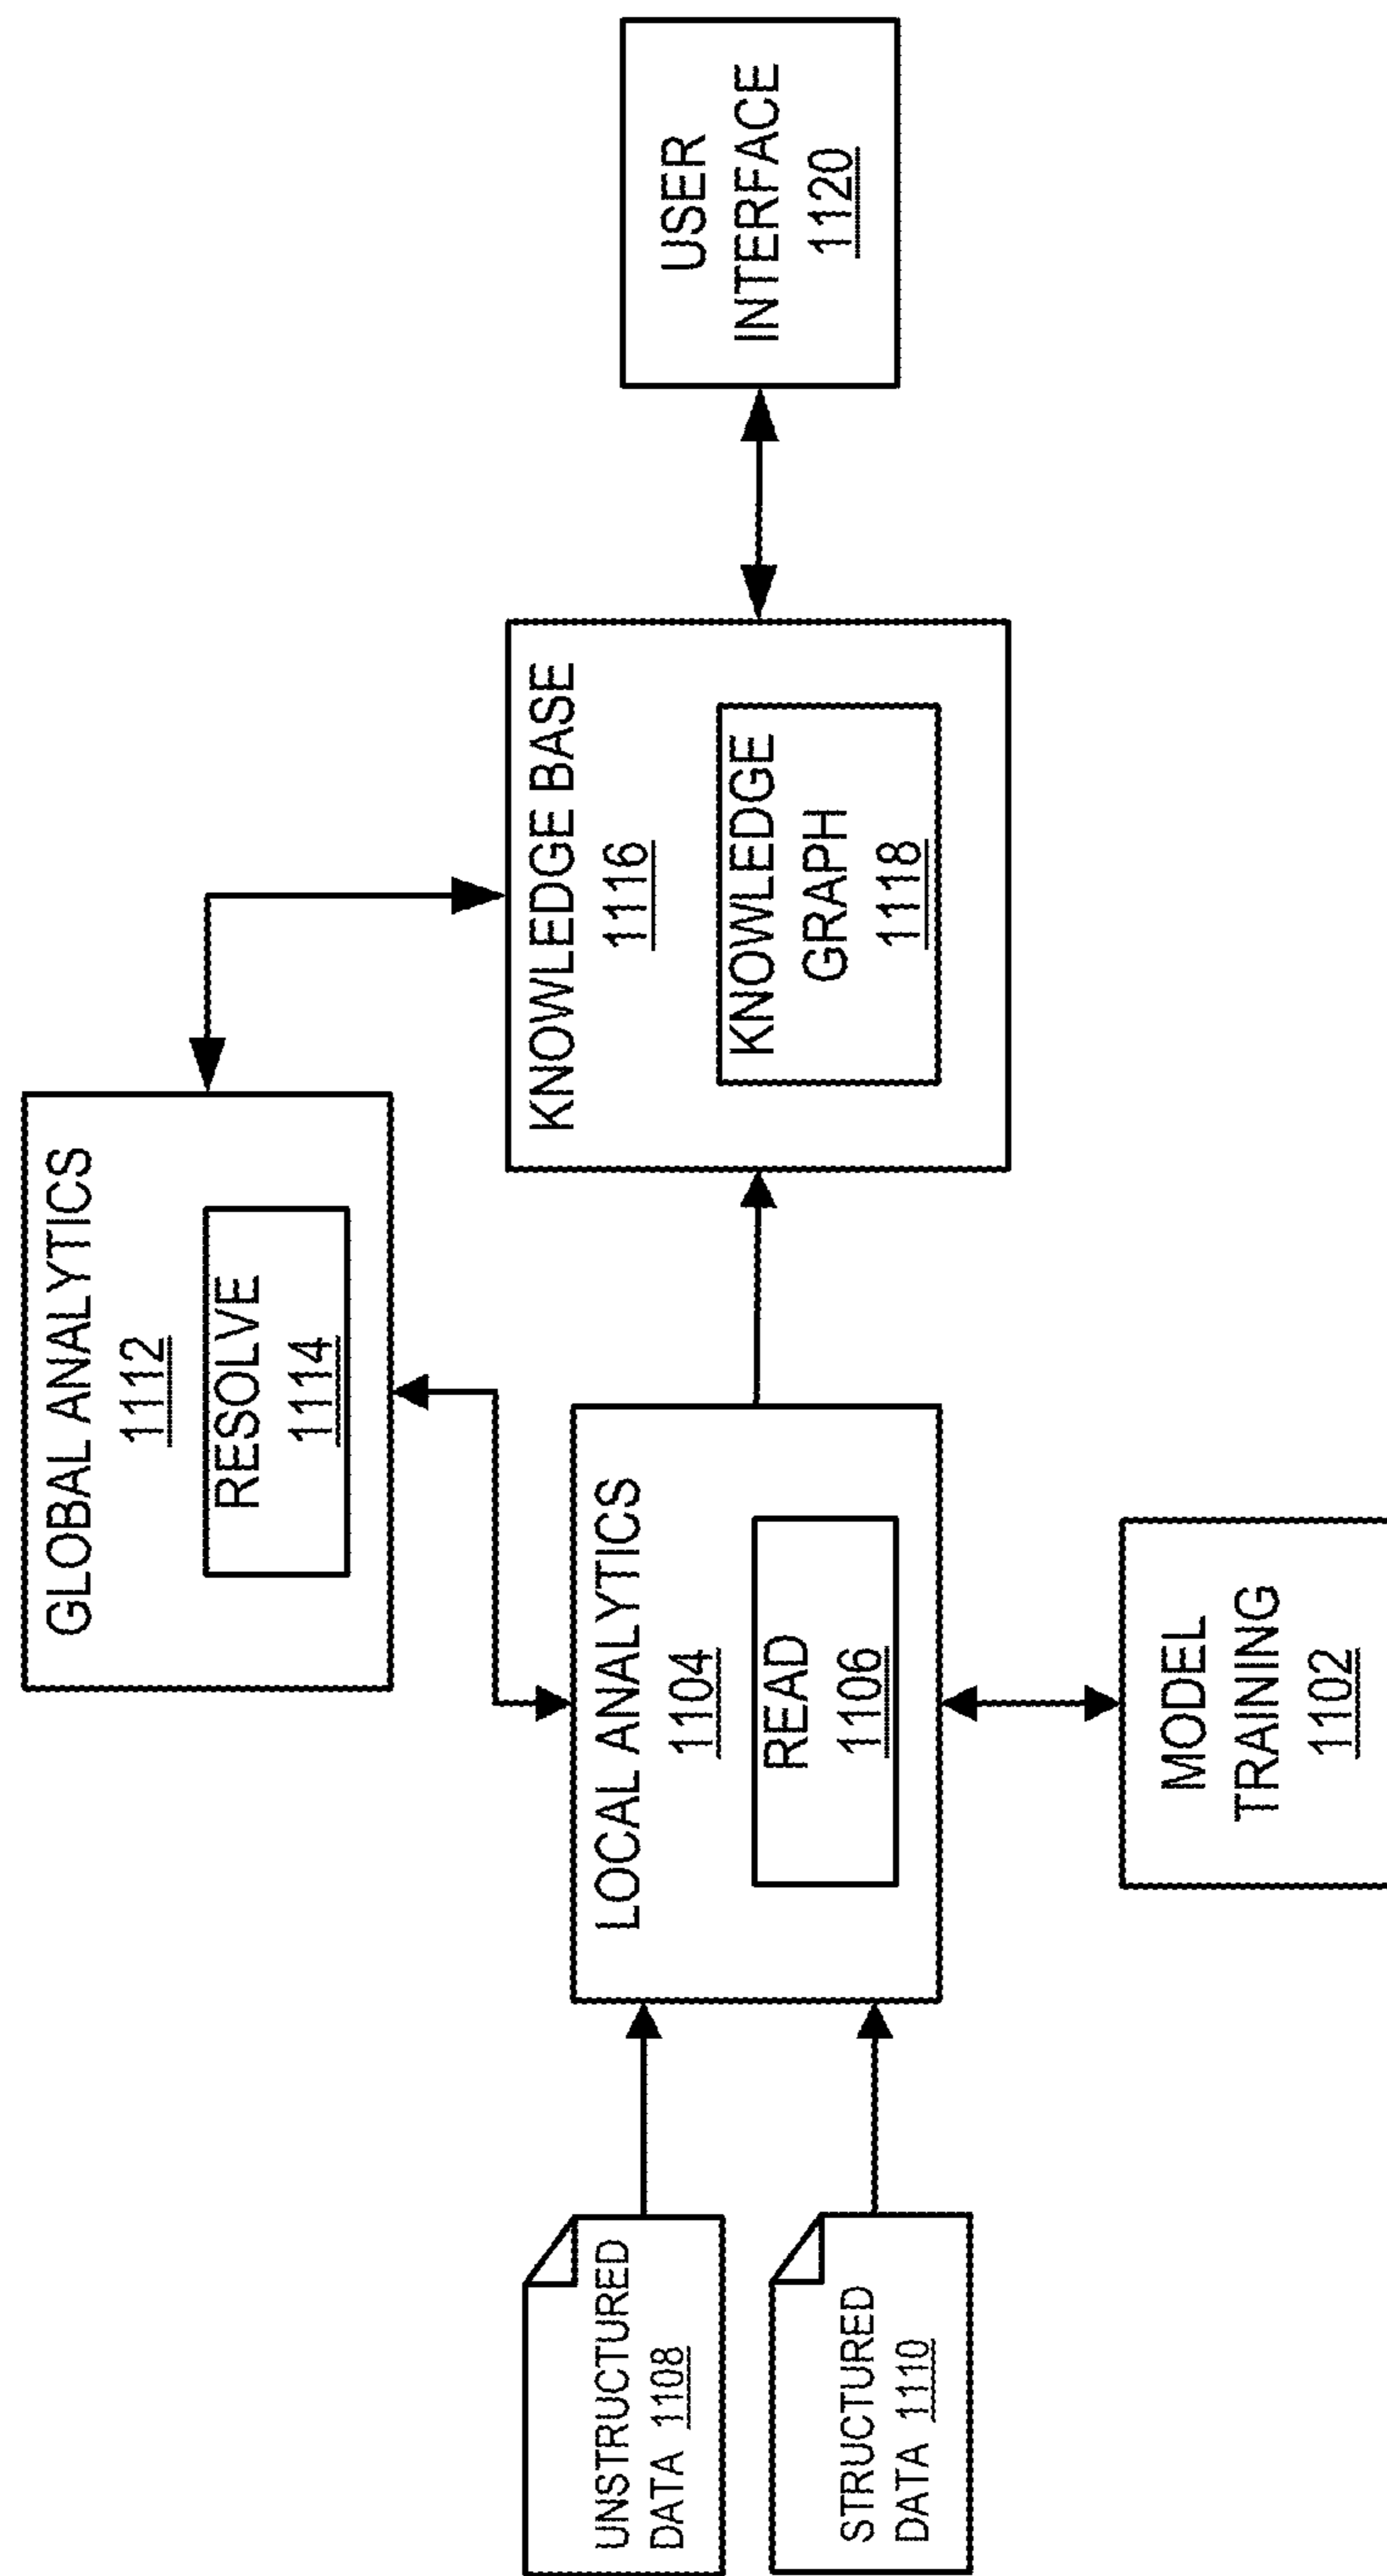 GLOBAL ANALYTICS
1112
RESOLVE
1114
UNSTRUCTURED
DATA 1108
STRUCTURED
DATA 1110
LOCAL ANALYTICS
1104
READ
1106
MODEL
TRAINING
1102
KNOWLEDGE BASE
1116
KNOWLEDGE
GRAPH
1118
USER
INTERFACE
1120